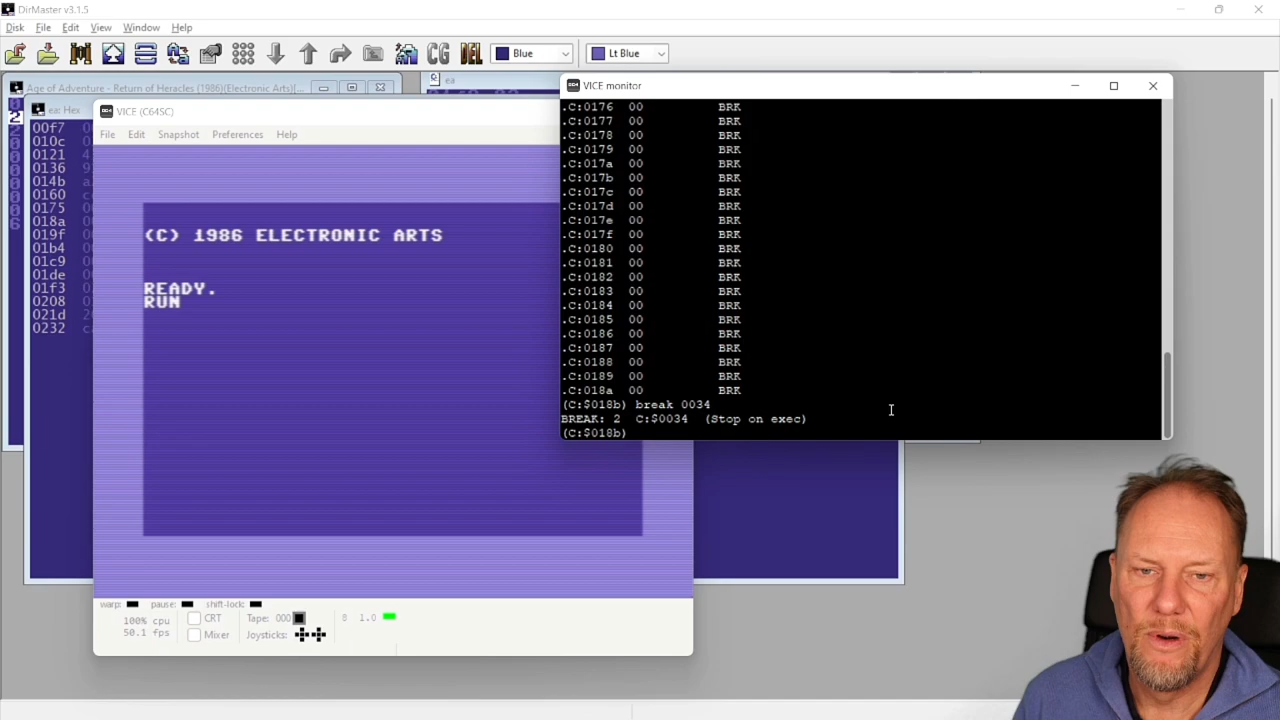 DirMaster v3.1.5
Disk File Edit View Window Help
CG DEL Blue Lt Blue
Age of Adventure - Return of Heracles (1986)(Electronic Arts)[...
ea
ea: Hex
00f7
010c
0121
0136
014b
0160
0175
018a
019f
01b4
01c9
01de
01f3
0208
021d
0232
VICE (C64SC)
File Edit Snapshot Preferences Help
(C) 1986 ELECTRONIC ARTS
READY.
RUN
warp: pause: shift-lock:
100% cpu
50.1 fps
CRT
Mixer
Tape: 000
Joysticks:
8 1.0
VICE monitor
.C:0176 00 BRK
.C:0177 00 BRK
.C:0178 00 BRK
.C:0179 00 BRK
.C:017a 00 BRK
.C:017b 00 BRK
.C:017c 00 BRK
.C:017d 00 BRK
.C:017e 00 BRK
.C:017f 00 BRK
.C:0180 00 BRK
.C:0181 00 BRK
.C:0182 00 BRK
.C:0183 00 BRK
.C:0184 00 BRK
.C:0185 00 BRK
.C:0186 00 BRK
.C:0187 00 BRK
.C:0188 00 BRK
.C:0189 00 BRK
.C:018a 00 BRK
(C:$018b) break 0034
BREAK: 2 C:$0034 (Stop on exec)
(C:$018b)